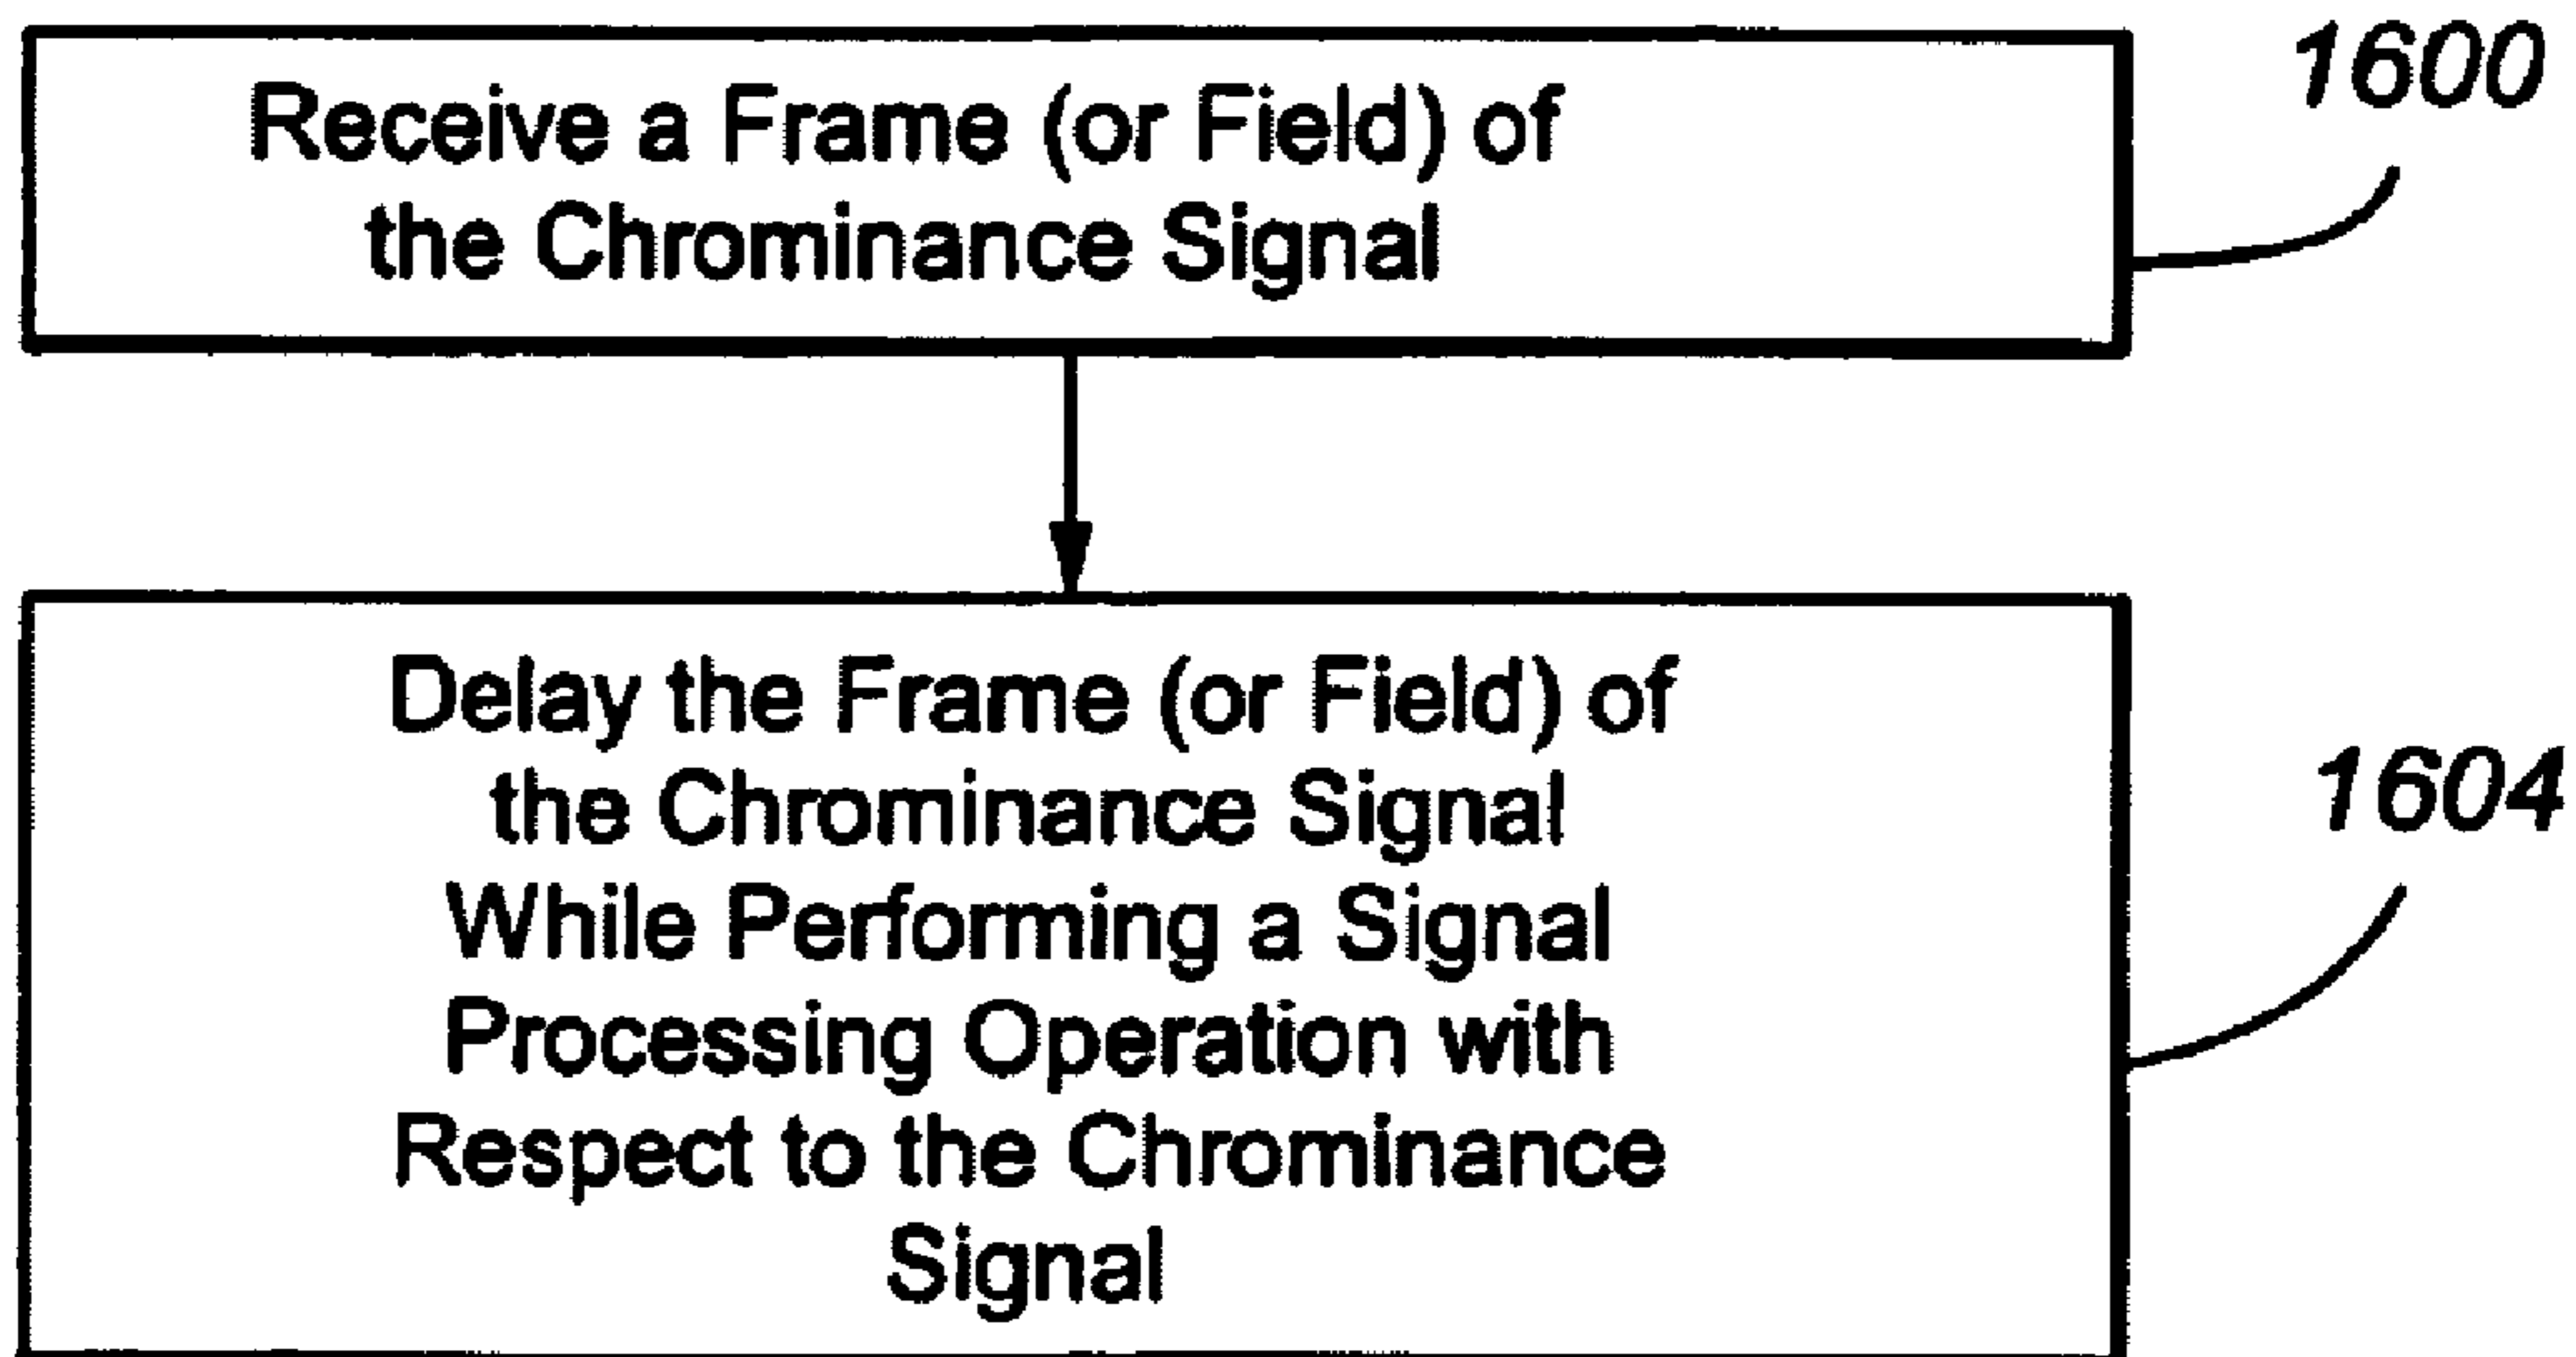 Receive a Frame (or Field) of
the Chrominance Signal
1600
Delay the Frame (or Field) of
the Chrominance Signal
While Performing a Signal
Processing Operation with
Respect to the Chrominance
Signal
1604